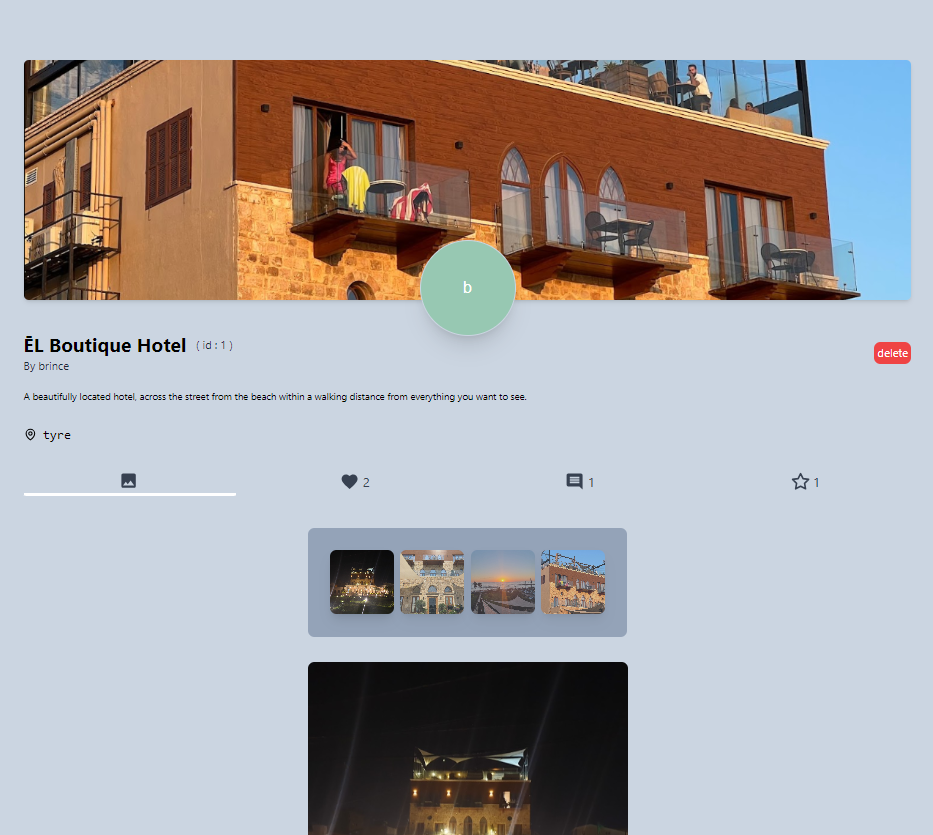 b
ĒL Boutique Hotel ( id : 1 )
delete
By brince
A beautifully located hotel, across the street from the beach within a walking distance from everything you want to see.
tyre
2
1
1